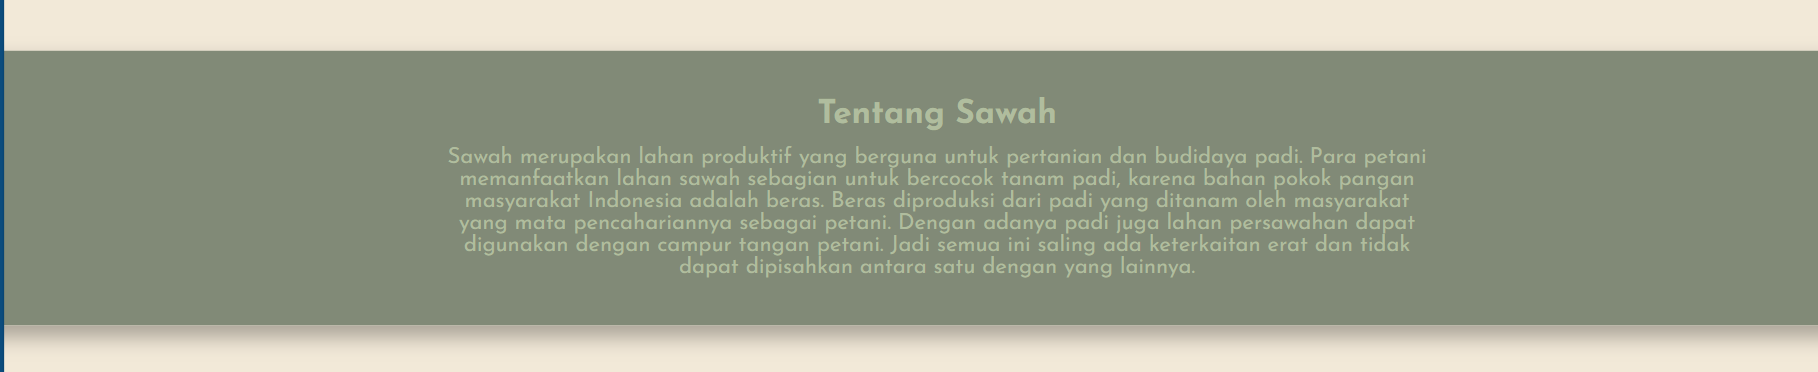 Tentang Sawah
Sawah merupakan lahan produktif yang berguna untuk pertanian dan budidaya padi. Para petani
memanfaatkan lahan sawah sebagian untuk bercocok tanam padi, karena bahan pokok pangan
masyarakat Indonesia adalah beras. Beras diproduksi dari padi yang ditanam oleh masyarakat
yang mata pencahariannya sebagai petani. Dengan adanya padi juga lahan persawahan dapat
digunakan dengan campur tangan petani. Jadi semua ini saling ada keterkaitan erat dan tidak
dapat dipisahkan antara satu dengan yang lainnya.